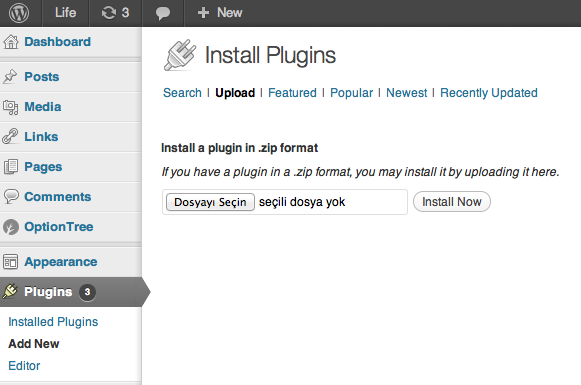 Life 3 + New
Dashboard
Posts
Media
Links
Pages
Comments
OptionTree
Appearance
Plugins 3
Installed Plugins
Add New
Editor
Install Plugins
Search | Upload | Featured | Popular | Newest | Recently Updated
Install a plugin in .zip format
If you have a plugin in a .zip format, you may install it by uploading it here.
Dosyayı Seçin seçili dosya yok Install Now